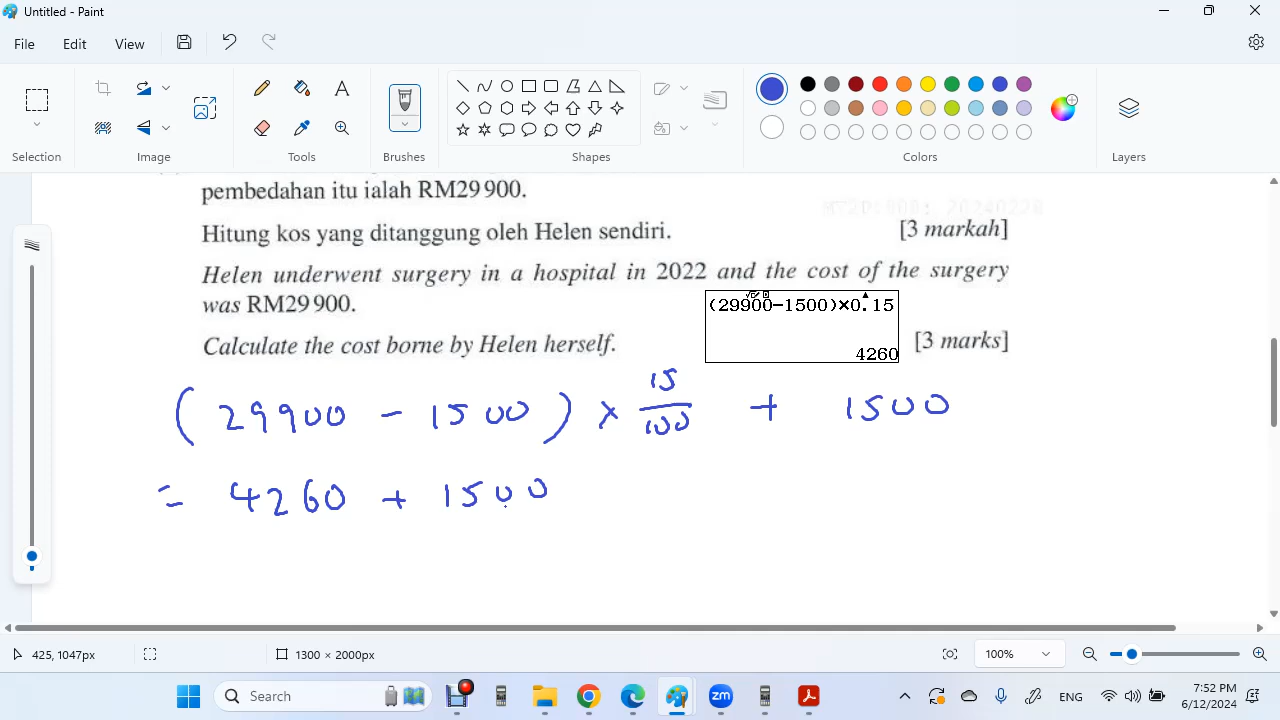 Untitled - Paint
File Edit View
Selection Image Tools Brushes Shapes Colors Layers
pembedahan itu ialah RM29 900.
Hitung kos yang ditanggung oleh Helen sendiri. [3 markah]
Helen underwent surgery in a hospital in 2022 and the cost of the surgery
was RM29 900.
(29900−1500)×0.15
4260
Calculate the cost borne by Helen herself. [3 marks]
(29900 - 1500) × 15/100 + 1500
= 4260 + 1500
425, 1047px 1300 × 2000px 100%
Search zm ENG 7:52 PM
6/12/2024